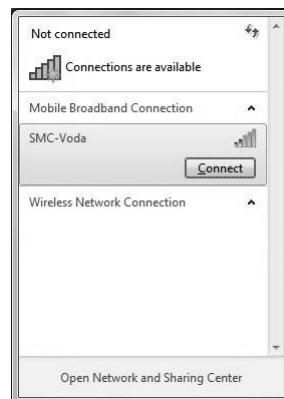 Not connected
Connections are available
Mobile Broadband Connection
SMC-Voda
Connect
Wireless Network Connection
Open Network and Sharing Center